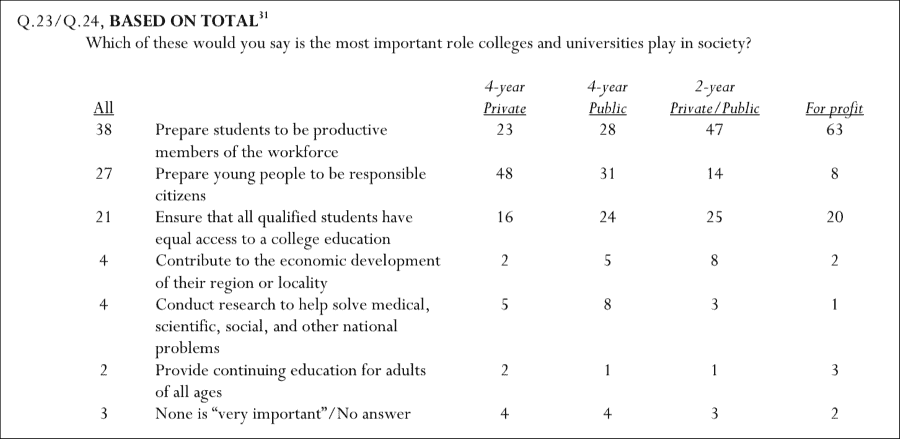 Q.23/Q.24, BASED ON TOTAL³¹
Which of these would you say is the most important role colleges and universities play in society?
4-year 4-year 2-year
All Private Public Private/Public For profit
38 Prepare students to be productive 23 28 47 63
members of the workforce
27 Prepare young people to be responsible 48 31 14 8
citizens
21 Ensure that all qualified students have 16 24 25 20
equal access to a college education
4 Contribute to the economic development 2 5 8 2
of their region or locality
4 Conduct research to help solve medical, 5 8 3 1
scientific, social, and other national
problems
2 Provide continuing education for adults 2 1 1 3
of all ages
3 None is “very important”/No answer 4 4 3 2